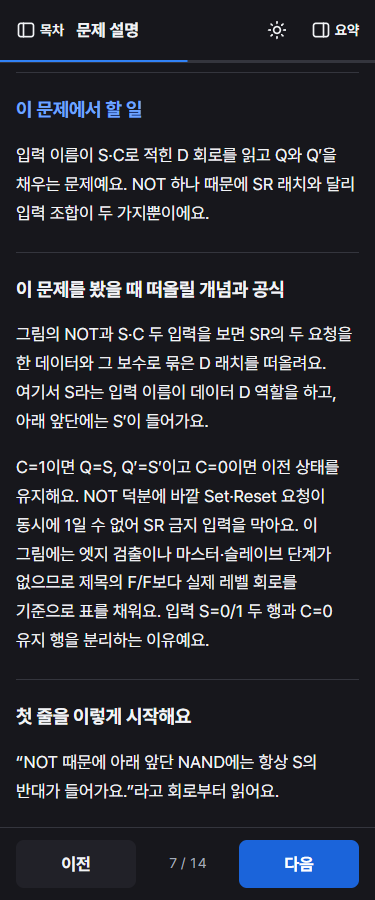 목차 문제 설명 요약
이 문제에서 할 일
입력 이름이 S·C로 적힌 D 회로를 읽고 Q와 Q′을
채우는 문제예요. NOT 하나 때문에 SR 래치와 달리
입력 조합이 두 가지뿐이에요.
이 문제를 봤을 때 떠올릴 개념과 공식
그림의 NOT과 S·C 두 입력을 보면 SR의 두 요청을
한 데이터와 그 보수로 묶은 D 래치를 떠올려요.
여기서 S라는 입력 이름이 데이터 D 역할을 하고,
아래 앞단에는 S′이 들어가요.
C=1이면 Q=S, Q′=S′이고 C=0이면 이전 상태를
유지해요. NOT 덕분에 바깥 Set·Reset 요청이
동시에 1일 수 없어 SR 금지 입력을 막아요. 이
그림에는 엣지 검출이나 마스터·슬레이브 단계가
없으므로 제목의 F/F보다 실제 레벨 회로를
기준으로 표를 채워요. 입력 S=0/1 두 행과 C=0
유지 행을 분리하는 이유예요.
첫 줄을 이렇게 시작해요
“NOT 때문에 아래 앞단 NAND에는 항상 S의
반대가 들어가요.”라고 회로부터 읽어요.
이전 7 / 14 다음